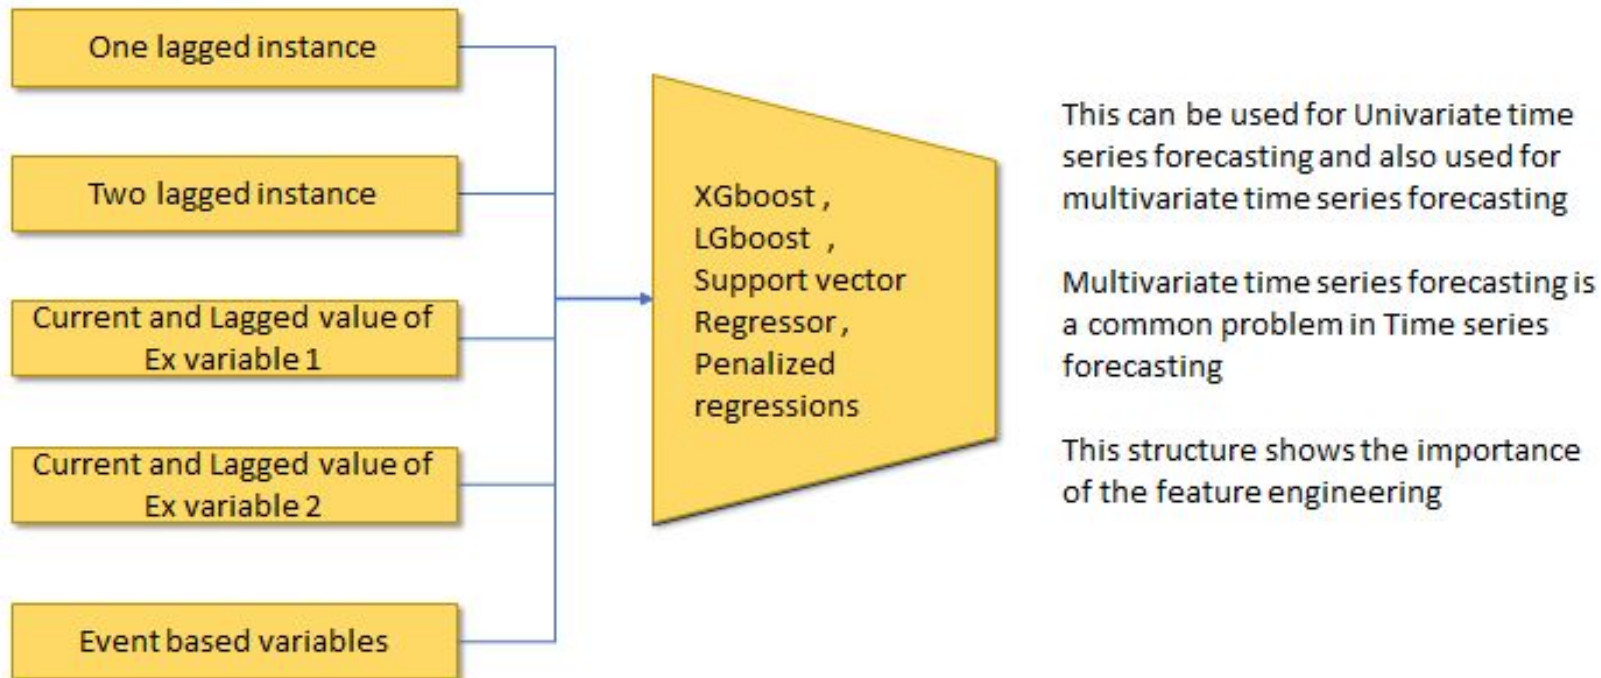 One lagged instance
Two lagged instance
Current and Lagged value of
Ex variable 1
Current and Lagged value of
Ex variable 2
Event based variables
XGboost ,
LGboost ,
Support vector
Regressor,
Penalized
regressions
This can be used for Univariate time
series forecasting and also used for
multivariate time series forecasting
Multivariate time series forecasting is
a common problem in Time series
forecasting
This structure shows the importance
of the feature engineering